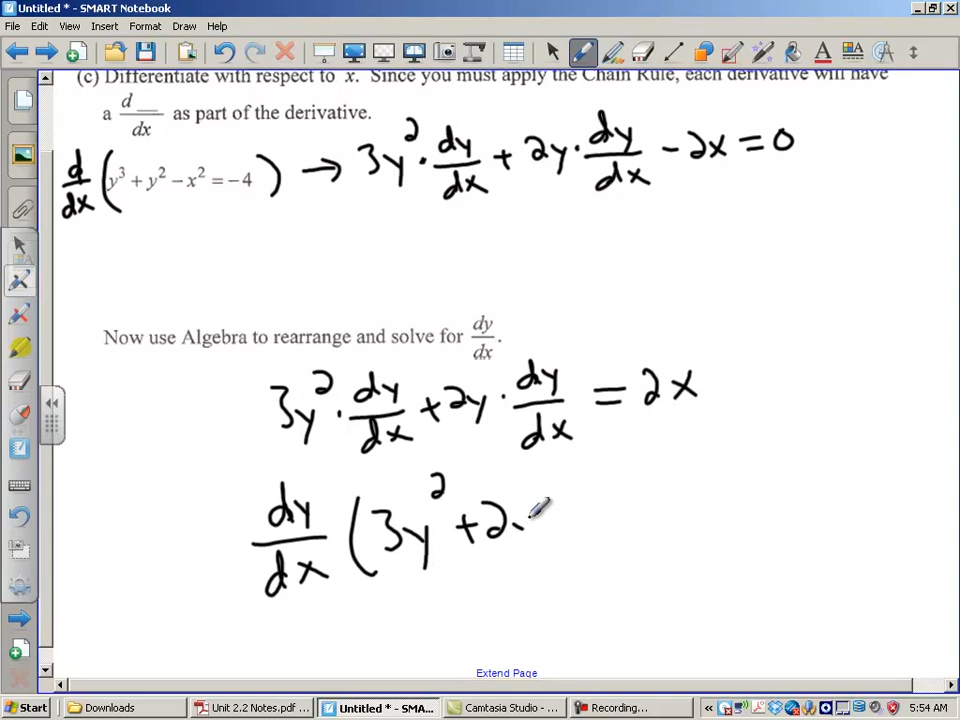 Untitled * - SMART Notebook
File Edit View Insert Format Draw Help
(c) Differentiate with respect to x. Since you must apply the Chain Rule, each derivative will have
a d__/dx as part of the derivative.
d/dx (y³ + y² − x² = −4) → 3y² · dy/dx + 2y · dy/dx − 2x = 0
Now use Algebra to rearrange and solve for dy/dx.
3y² · dy/dx + 2y · dy/dx = 2x
dy/dx (3y² + 2
Extend Page
Start Downloads Unit 2.2 Notes.pdf... Untitled * - SMA... Camtasia Studio - ... Recording... « 5:54 AM